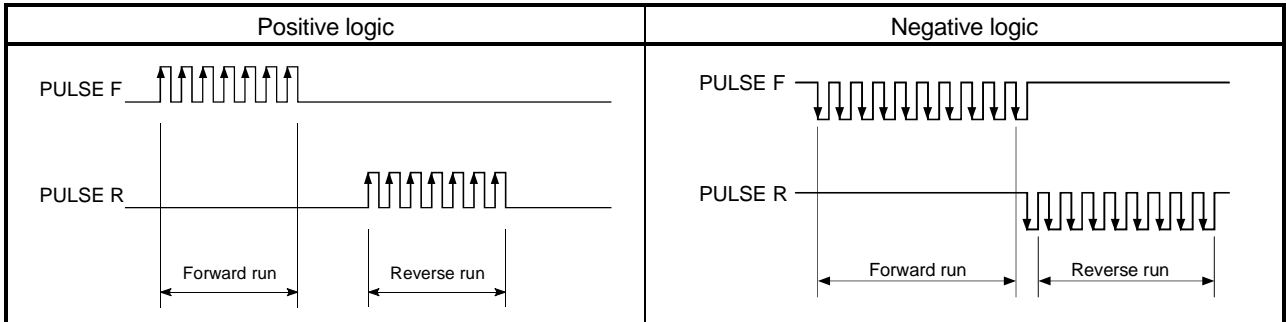 Positive logic
Negative logic
PULSE F
PULSE R
Forward run
Reverse run
PULSE F
PULSE R
Forward run
Reverse run